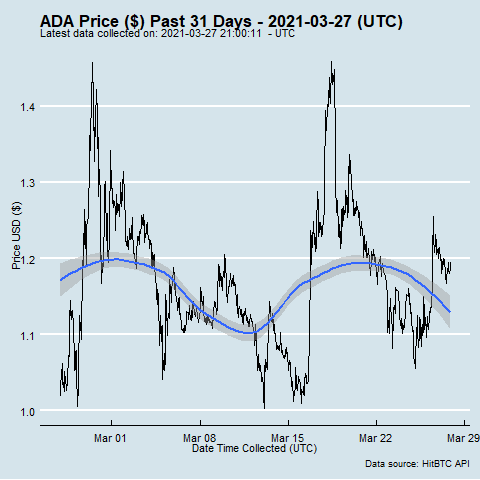 ADA Price ($) Past 31 Days - 2021-03-27 (UTC)
Latest data collected on: 2021-03-27 21:00:11 - UTC
Price USD ($)
1.4
1.3
1.2
1.1
1.0
Mar 01
Mar 08
Mar 15
Mar 22
Mar 29
Date Time Collected (UTC)
Data source: HitBTC API